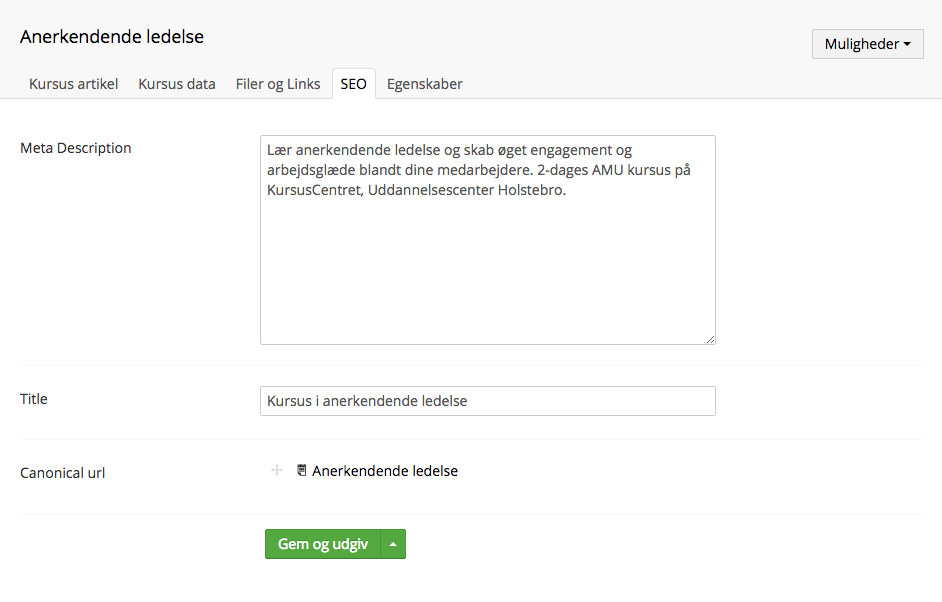 Anerkendende ledelse
Muligheder
Kursus artikel Kursus data Filer og Links SEO Egenskaber
Meta Description
Lær anerkendende ledelse og skab øget engagement og
arbejdsglæde blandt dine medarbejdere. 2-dages AMU kursus på
KursusCentret, Uddannelsescenter Holstebro.
Title
Kursus i anerkendende ledelse
Canonical url
Anerkendende ledelse
Gem og udgiv